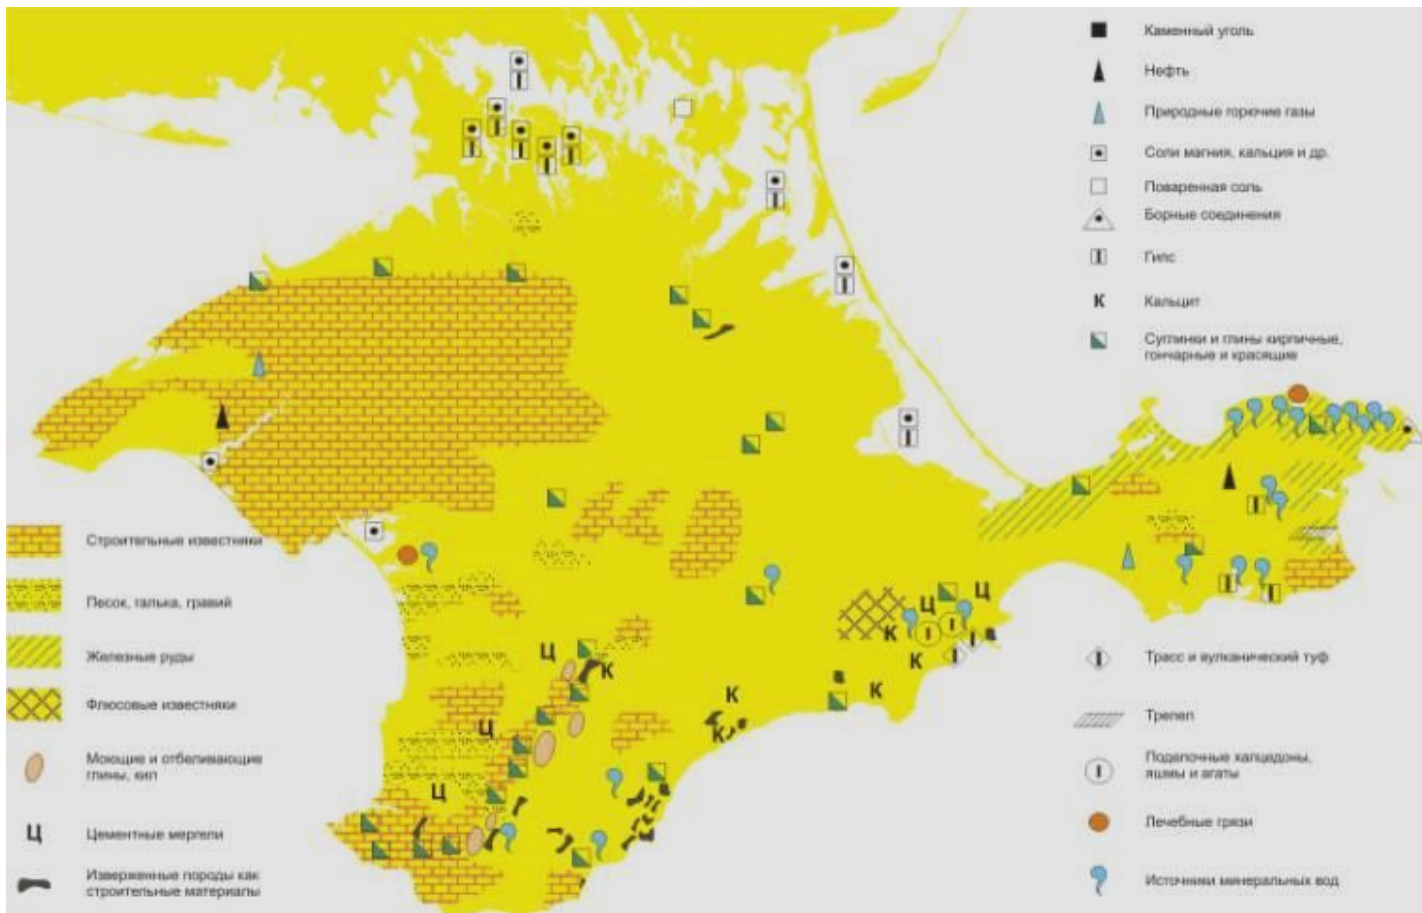 Каменный уголь
Нефть
Природные горючие газы
Соли магния, кальция и др.
Поваренная соль
Борные соединения
Гипс
К Кальцит
Суглинки и глины кирпичные,
гончарные и красящие
Строительные известняки
Песок, галька, гравий
Железные руды
Флюсовые известняки
Моющие и отбеливающие
глины, кил
Ц Цементные мергели
Изверженные породы как
строительные материалы
Трасс и вулканический туф
Трепел
Поделочные халцедоны,
яшмы и агаты
Лечебные грязи
Источники минеральных вод
Ц
Ц
К
Ц
К
К
Ц
К
К
К
Ц